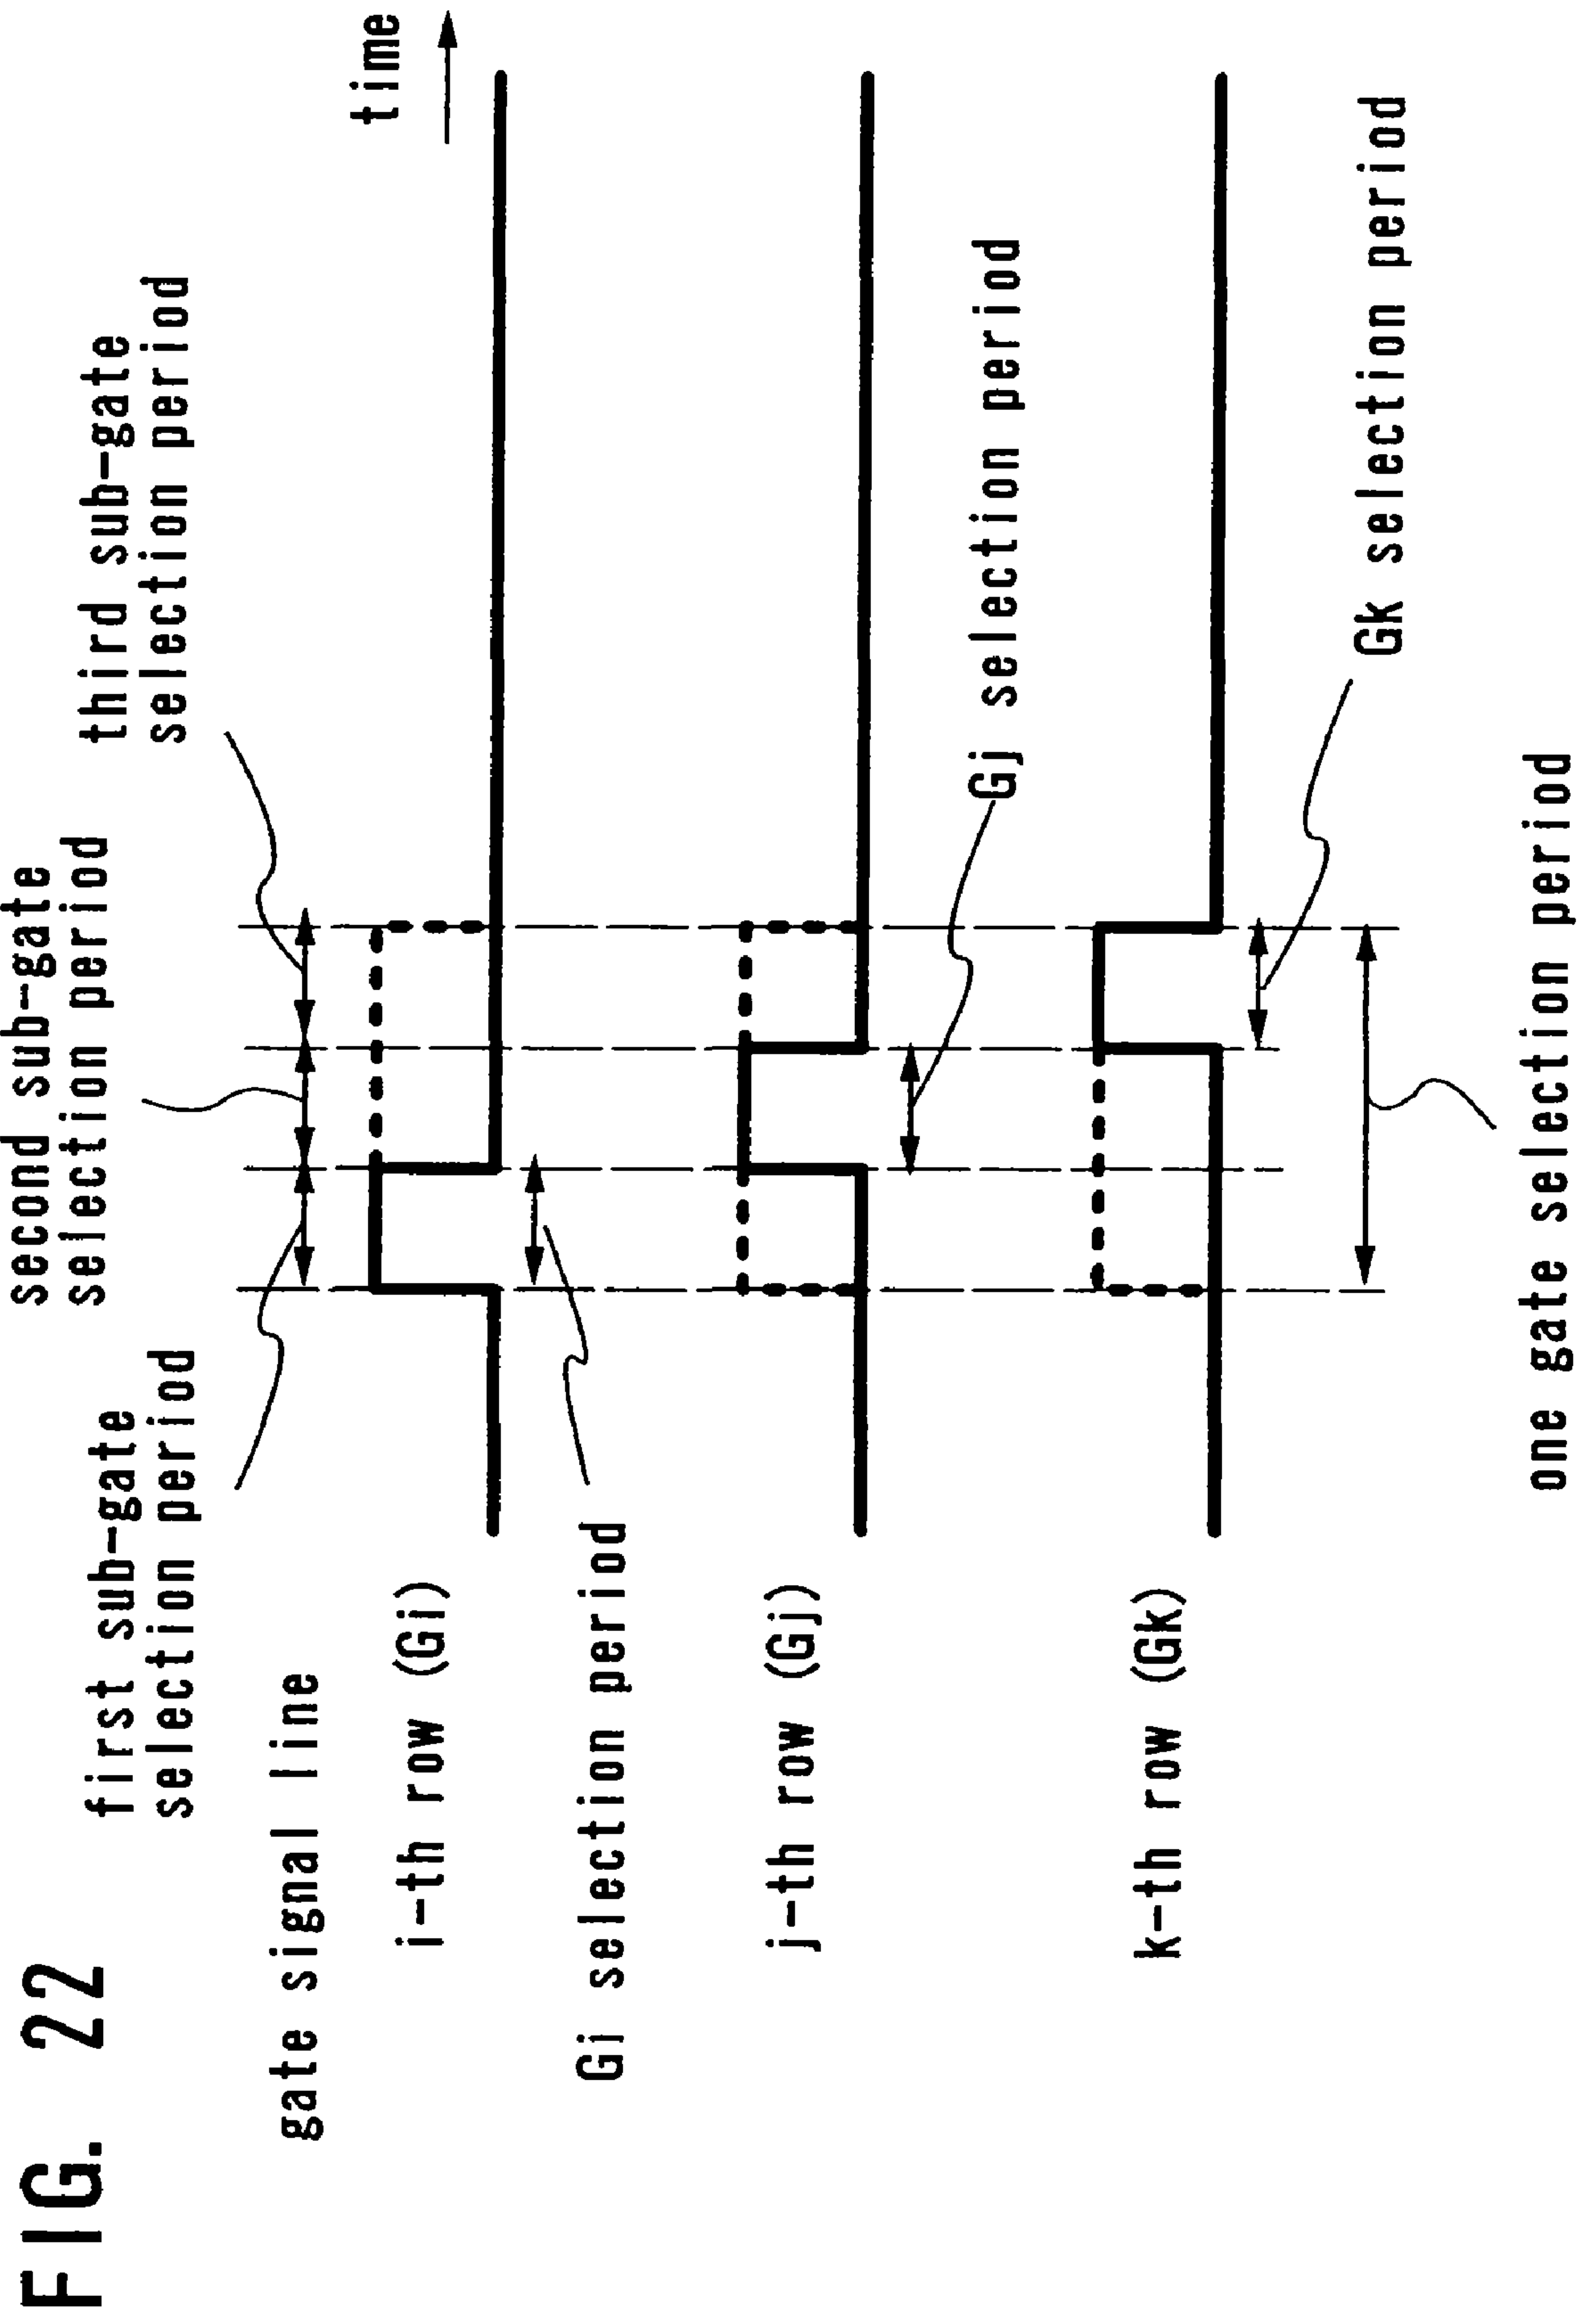 FIG. 22
first sub-gate
selection period
second sub-gate
selection period
third sub-gate
selection period
time
gate signal line
i-th row (Gi)
Gi selection period
j-th row (Gj)
Gj selection period
k-th row (Gk)
Gk selection period
one gate selection period